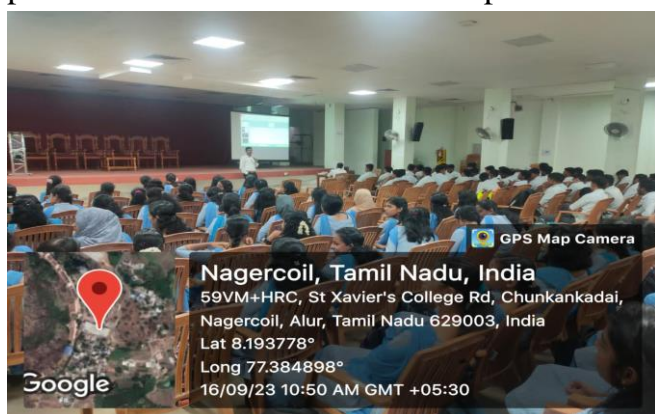 GPS Map Camera
Nagercoil, Tamil Nadu, India
59VM+HRC, St Xavier's College Rd, Chunkankadai,
Nagercoil, Alur, Tamil Nadu 629003, India
Lat 8.193778°
Long 77.384898°
16/09/23 10:50 AM GMT +05:30
Google